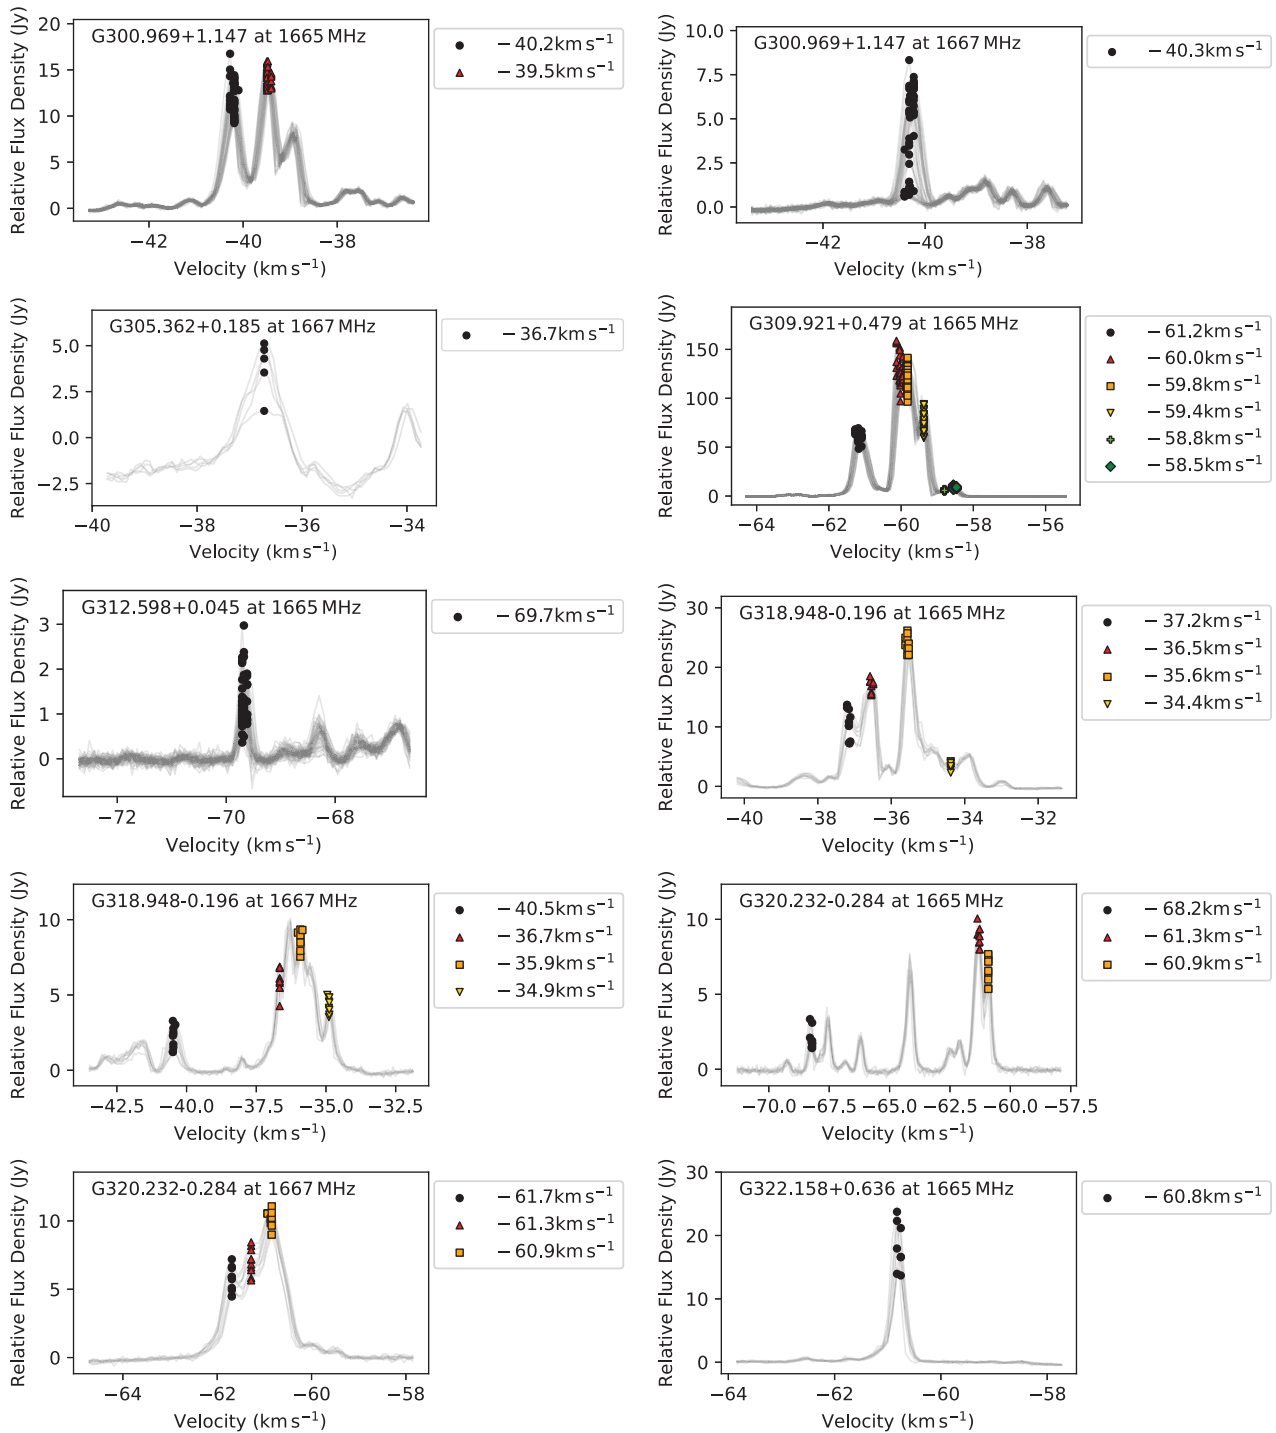 G300.969+1.147 at 1665 MHz
Relative Flux Density (Jy)
20
15
10
5
0
−42
−40
−38
Velocity (km s⁻¹)
− 40.2km s⁻¹
− 39.5km s⁻¹
G300.969+1.147 at 1667 MHz
Relative Flux Density (Jy)
10.0
7.5
5.0
2.5
0.0
−42
−40
−38
Velocity (km s⁻¹)
− 40.3km s⁻¹
G305.362+0.185 at 1667 MHz
Relative Flux Density (Jy)
5.0
2.5
0.0
−2.5
−40
−38
−36
−34
Velocity (km s⁻¹)
− 36.7km s⁻¹
G309.921+0.479 at 1665 MHz
Relative Flux Density (Jy)
150
100
50
0
−64
−62
−60
−58
−56
Velocity (km s⁻¹)
− 61.2km s⁻¹
− 60.0km s⁻¹
− 59.8km s⁻¹
− 59.4km s⁻¹
− 58.8km s⁻¹
− 58.5km s⁻¹
G312.598+0.045 at 1665 MHz
Relative Flux Density (Jy)
3
2
1
0
−72
−70
−68
Velocity (km s⁻¹)
− 69.7km s⁻¹
G318.948-0.196 at 1665 MHz
Relative Flux Density (Jy)
30
20
10
0
−40
−38
−36
−34
−32
Velocity (km s⁻¹)
− 37.2km s⁻¹
− 36.5km s⁻¹
− 35.6km s⁻¹
− 34.4km s⁻¹
G318.948-0.196 at 1667 MHz
Relative Flux Density (Jy)
10
5
0
−42.5
−40.0
−37.5
−35.0
−32.5
Velocity (km s⁻¹)
− 40.5km s⁻¹
− 36.7km s⁻¹
− 35.9km s⁻¹
− 34.9km s⁻¹
G320.232-0.284 at 1665 MHz
Relative Flux Density (Jy)
10
5
0
−70.0
−67.5
−65.0
−62.5
−60.0
−57.5
Velocity (km s⁻¹)
− 68.2km s⁻¹
− 61.3km s⁻¹
− 60.9km s⁻¹
G320.232-0.284 at 1667 MHz
Relative Flux Density (Jy)
10
5
0
−64
−62
−60
−58
Velocity (km s⁻¹)
− 61.7km s⁻¹
− 61.3km s⁻¹
− 60.9km s⁻¹
G322.158+0.636 at 1665 MHz
Relative Flux Density (Jy)
30
20
10
0
−64
−62
−60
−58
Velocity (km s⁻¹)
− 60.8km s⁻¹